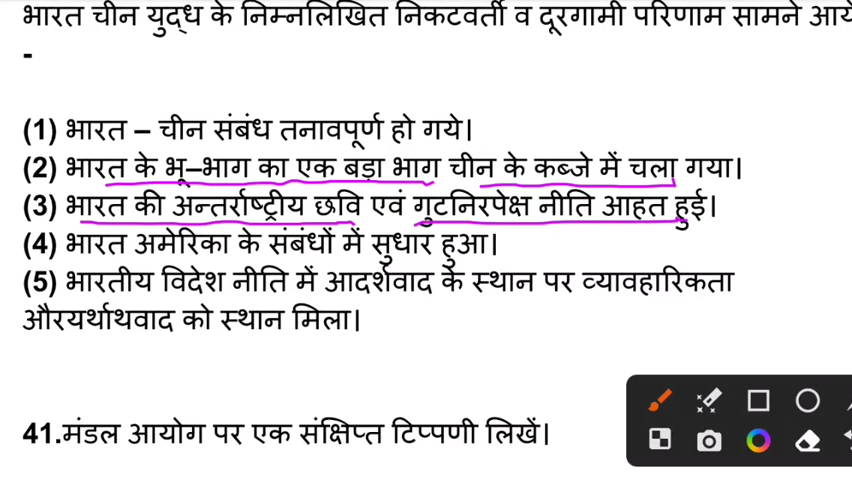 भारत चीन युद्ध के निम्नलिखित निकटवर्ती व दूरगामी परिणाम सामने आये
-
(1) भारत – चीन संबंध तनावपूर्ण हो गये।
(2) भारत के भू–भाग का एक बड़ा भाग चीन के कब्जे में चला गया।
(3) भारत की अन्तर्राष्ट्रीय छवि एवं गुटनिरपेक्ष नीति आहत हुई।
(4) भारत अमेरिका के संबंधों में सुधार हुआ।
(5) भारतीय विदेश नीति में आदर्शवाद के स्थान पर व्यावहारिकता
औरयर्थाथवाद को स्थान मिला।
41.मंडल आयोग पर एक संक्षिप्त टिप्पणी लिखें।